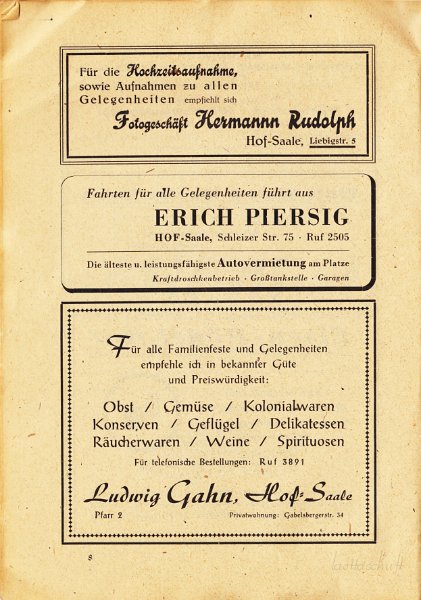 Für die Hochzeitsaufnahme,
sowie Aufnahmen zu allen
Gelegenheiten empfiehlt sich
Fotogeschäft Hermannn Rudolph
Hof-Saale, Liebigstr. 5
Fahrten für alle Gelegenheiten führt aus
ERICH PIERSIG
HOF-Saale, Schleizer Str. 75 · Ruf 2505
Die älteste u. leistungsfähigste Autovermietung am Platze
Kraftdroschkenbetrieb · Großtankstelle · Garagen
Für alle Familienfeste und Gelegenheiten
empfehle ich in bekannter Güte
und Preiswürdigkeit:
Obst / Gemüse / Kolonialwaren
Konserven / Geflügel / Delikatessen
Räucherwaren / Weine / Spirituosen
Für telefonische Bestellungen: Ruf 3891
Ludwig Gahn, Hof-Saale
Pfarr 2 Privatwohnung: Gabelsbergerstr. 34
8